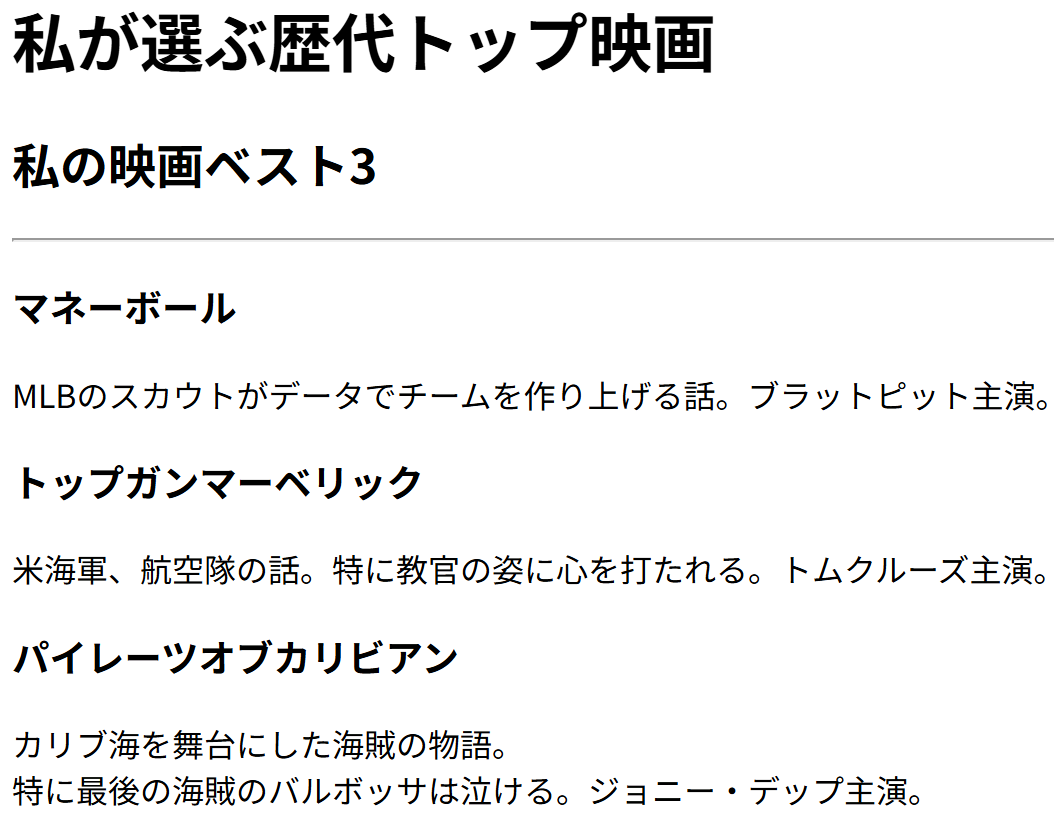 私が選ぶ歴代トップ映画
私の映画ベスト3
マネーボール
MLBのスカウトがデータでチームを作り上げる話。ブラットピット主演。
トップガンマーベリック
米海軍、航空隊の話。特に教官の姿に心を打たれる。トムクルーズ主演。
パイレーツオブカリビアン
カリブ海を舞台にした海賊の物語。
特に最後の海賊のバルボッサは泣ける。ジョニー・デップ主演。